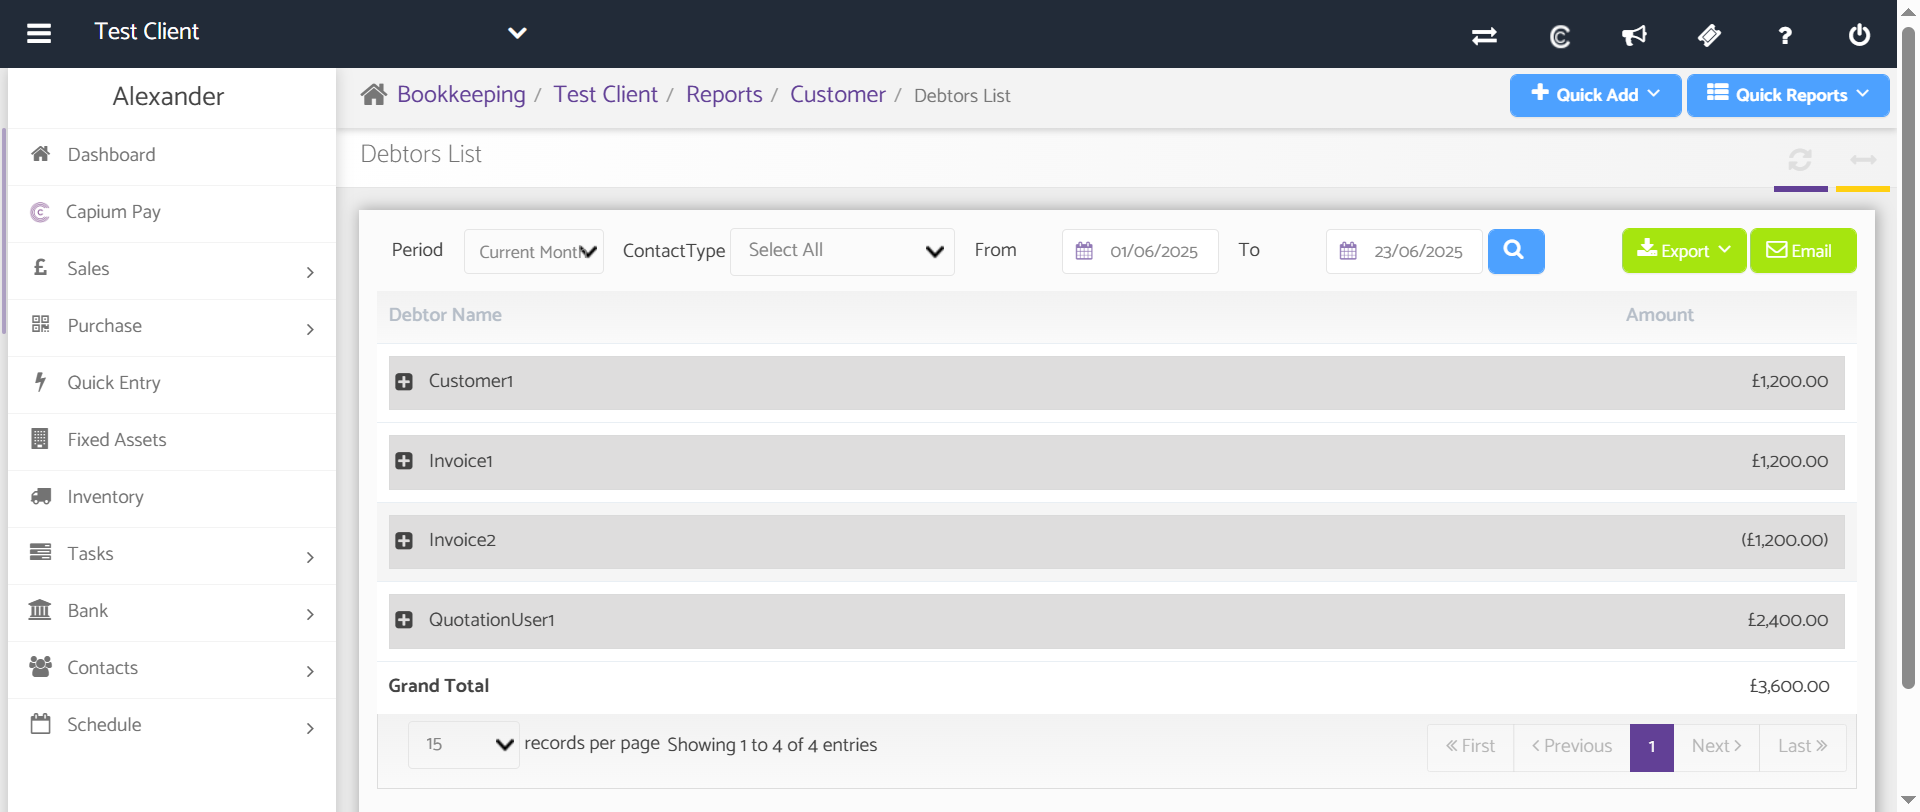 Test Client
Alexander
Dashboard
Capium Pay
Sales
Purchase
Quick Entry
Fixed Assets
Inventory
Tasks
Bank
Contacts
Schedule
Bookkeeping / Test Client / Reports / Customer / Debtors List
Quick Add
Quick Reports
Debtors List
Period Current Month ContactType Select All From 01/06/2025 To 23/06/2025
Export
Email
Debtor Name Amount
Customer1 £1,200.00
Invoice1 £1,200.00
Invoice2 (£1,200.00)
QuotationUser1 £2,400.00
Grand Total £3,600.00
15 records per page Showing 1 to 4 of 4 entries
« First < Previous 1 Next > Last »